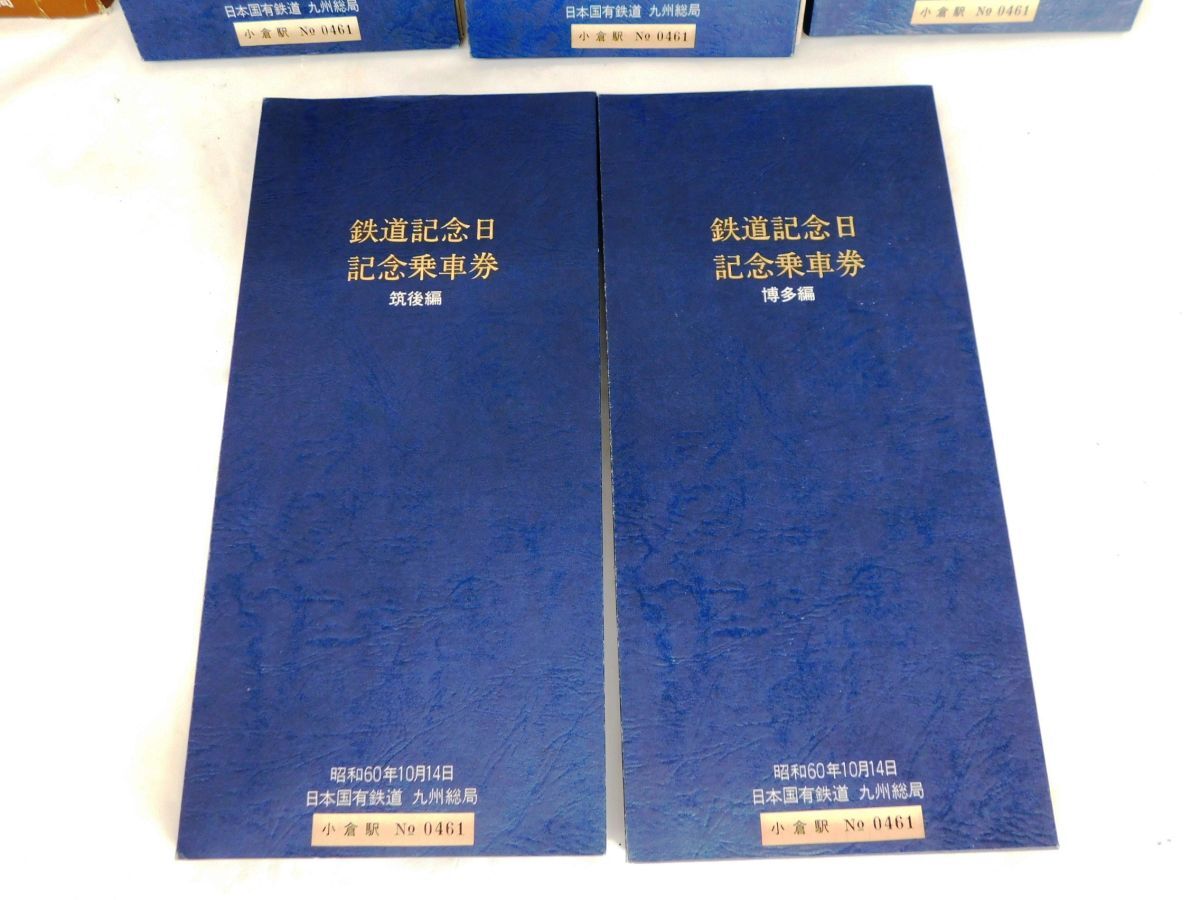 局
日本国有鉄道 九州総局
小倉駅 № 0461
日本国有鉄道 九州総局
小倉駅 № 0461
小倉駅 № 0461
鉄道記念日
記念乗車券
筑後編
昭和60年10月14日
日本国有鉄道 九州総局
小倉駅 № 0461
鉄道記念日
記念乗車券
博多編
昭和60年10月14日
日本国有鉄道 九州総局
小倉駅 № 0461